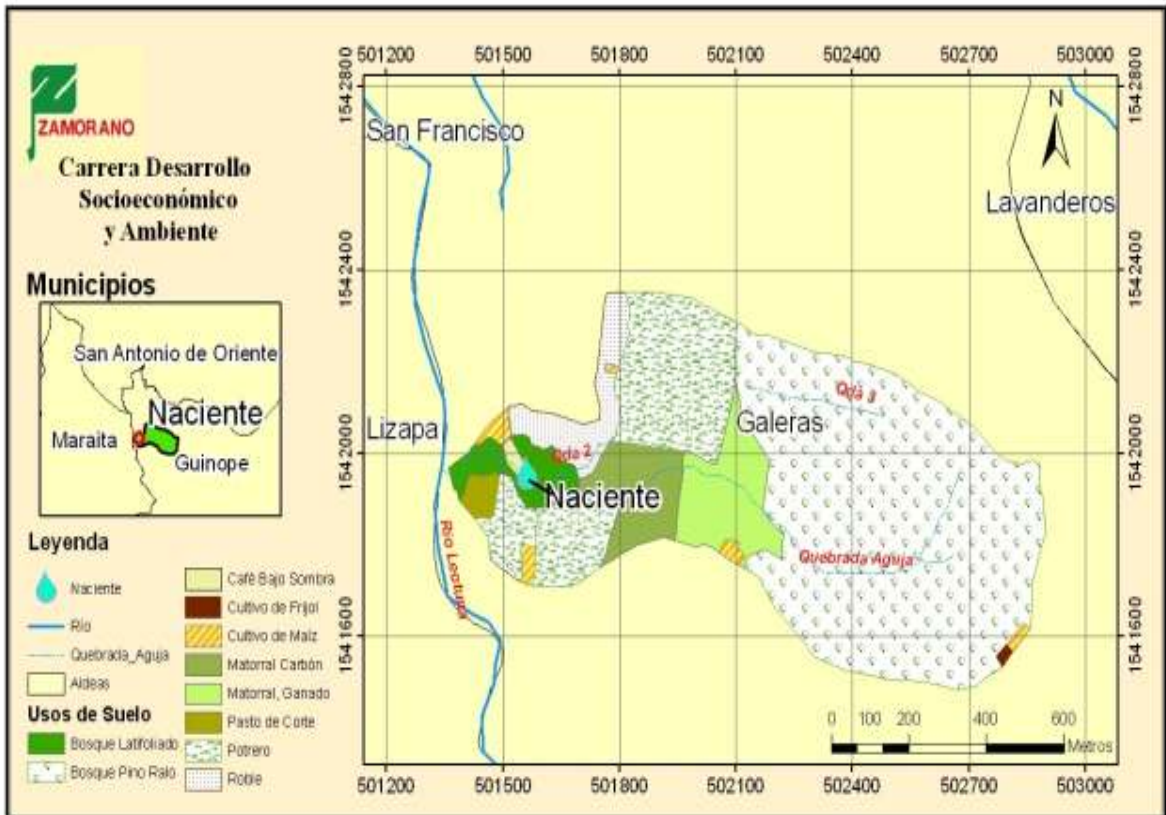 ZAMORANO
Carrera Desarrollo
Socioeconómico
y Ambiente
Municipios
San Antonio de Oriente
Naciente
Maraita
Guinope
Leyenda
Naciente
Río
Quebrada_Aguja
Aldeas
Usos de Suelo
Bosque Latifoliado
Bosque Pino Ralo
Café Bajo Sombra
Cultivo de Frijol
Cultivo de Maíz
Matorral Carbón
Matorral, Ganado
Pasto de Corte
Potrero
Roble
501200 501500 501800 502100 502400 502700 503000
1542800 1542800
San Francisco
N
Lavanderos
1542400 1542400
Qda 3
Lizapa
Galeras
1542000 1542000
Qda 2
Naciente
Río
Quebrada Aguja
1541600 1541600
0 100 200 400 600
Metros
501200 501500 501800 502100 502400 502700 503000